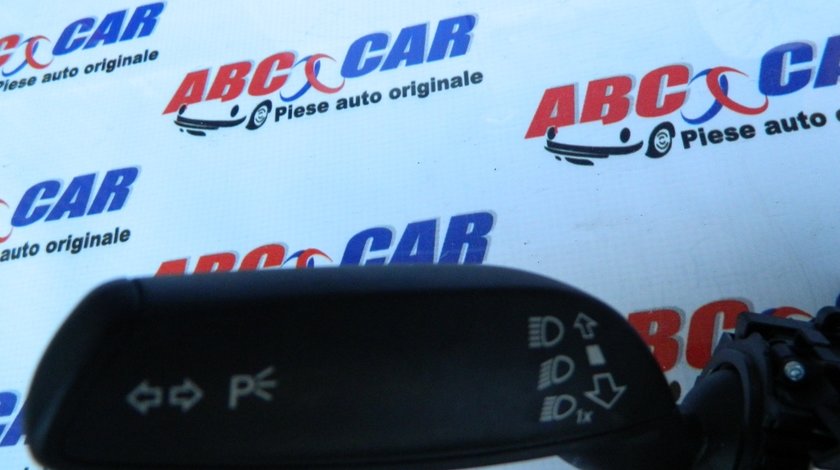 CAR
Piese auto originale
ABC CAR
Piese auto originale
ABC C
Piese auto o
CAR
auto originale
ABC CAR
ABC
P
1x